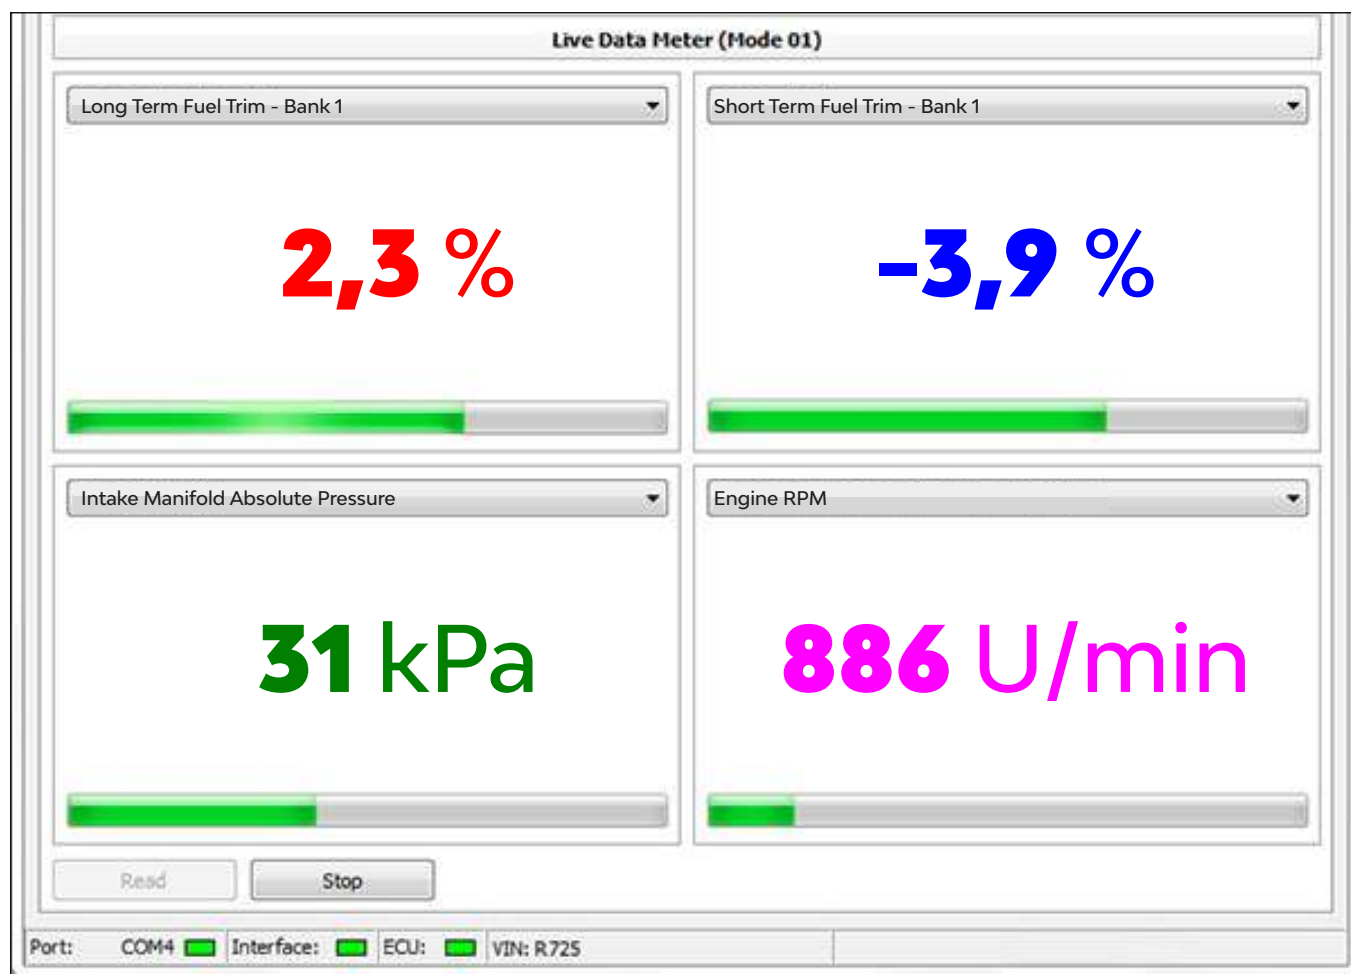 Live Data Meter (Mode 01)
Long Term Fuel Trim - Bank 1
Short Term Fuel Trim - Bank 1
2,3 %
-3,9 %
Intake Manifold Absolute Pressure
Engine RPM
31 kPa
886 U/min
Read
Stop
Port: COM4 Interface: ECU: VIN: R725